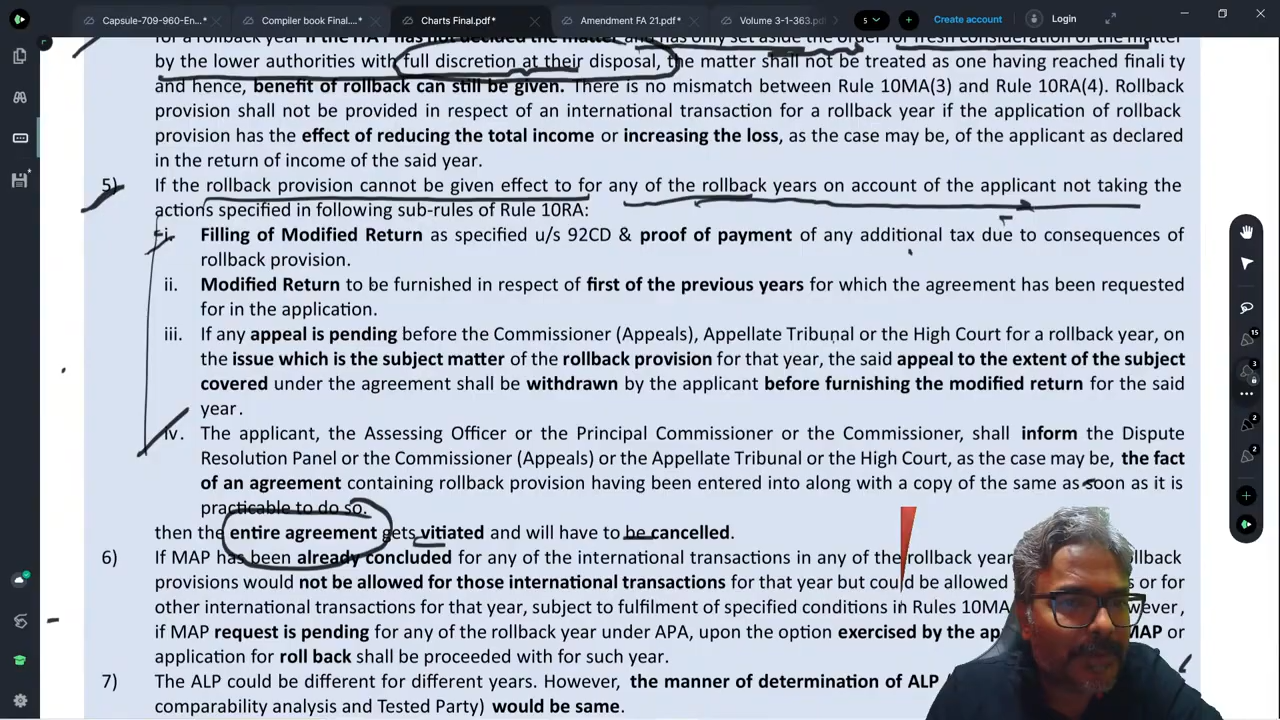 Capsule-709-960-En...*
Compiler book Final....*
Charts Final.pdf*
Amendment FA 21.pdf*
Volume 3-1-363.pdf
5
Create account
Login
for a rollback year if the ITAT has not decided the matter and has only set aside the order for fresh consideration of the matter
by the lower authorities with full discretion at their disposal, the matter shall not be treated as one having reached finali ty
and hence, benefit of rollback can still be given. There is no mismatch between Rule 10MA(3) and Rule 10RA(4). Rollback
provision shall not be provided in respect of an international transaction for a rollback year if the application of rollback
provision has the effect of reducing the total income or increasing the loss, as the case may be, of the applicant as declared
in the return of income of the said year.
5) If the rollback provision cannot be given effect to for any of the rollback years on account of the applicant not taking the
actions specified in following sub-rules of Rule 10RA:
i. Filling of Modified Return as specified u/s 92CD & proof of payment of any additional tax due to consequences of
rollback provision.
ii. Modified Return to be furnished in respect of first of the previous years for which the agreement has been requested
for in the application.
iii. If any appeal is pending before the Commissioner (Appeals), Appellate Tribunal or the High Court for a rollback year, on
the issue which is the subject matter of the rollback provision for that year, the said appeal to the extent of the subject
covered under the agreement shall be withdrawn by the applicant before furnishing the modified return for the said
year.
iv. The applicant, the Assessing Officer or the Principal Commissioner or the Commissioner, shall inform the Dispute
Resolution Panel or the Commissioner (Appeals) or the Appellate Tribunal or the High Court, as the case may be, the fact
of an agreement containing rollback provision having been entered into along with a copy of the same as soon as it is
practicable to do so.
then the entire agreement gets vitiated and will have to be cancelled.
6) If MAP has been already concluded for any of the international transactions in any of the rollback year llback
provisions would not be allowed for those international transactions for that year but could be allowed s or for
other international transactions for that year, subject to fulfilment of specified conditions in Rules 10MA wever,
if MAP request is pending for any of the rollback year under APA, upon the option exercised by the ap MAP or
application for roll back shall be proceeded with for such year.
7) The ALP could be different for different years. However, the manner of determination of ALP
comparability analysis and Tested Party) would be same.
15
3
2
2